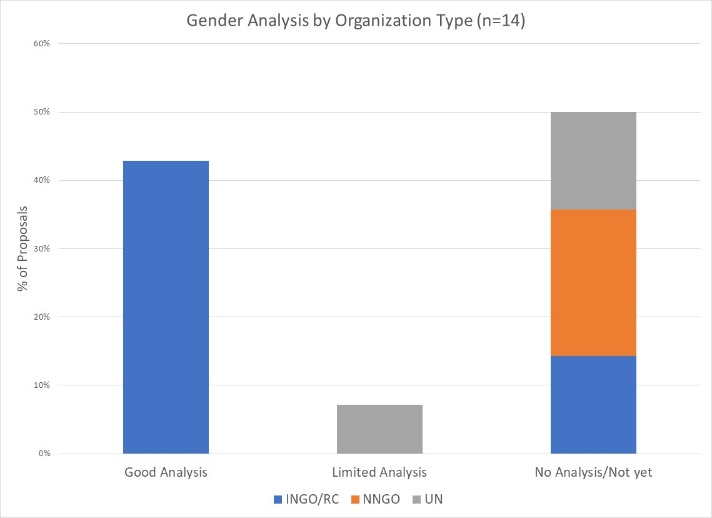 Gender Analysis by Organization Type (n=14)
60%
50%
40%
30%
20%
10%
0%
% of Proposals
Good Analysis
Limited Analysis
No Analysis/Not yet
INGO/RC
NNGO
UN